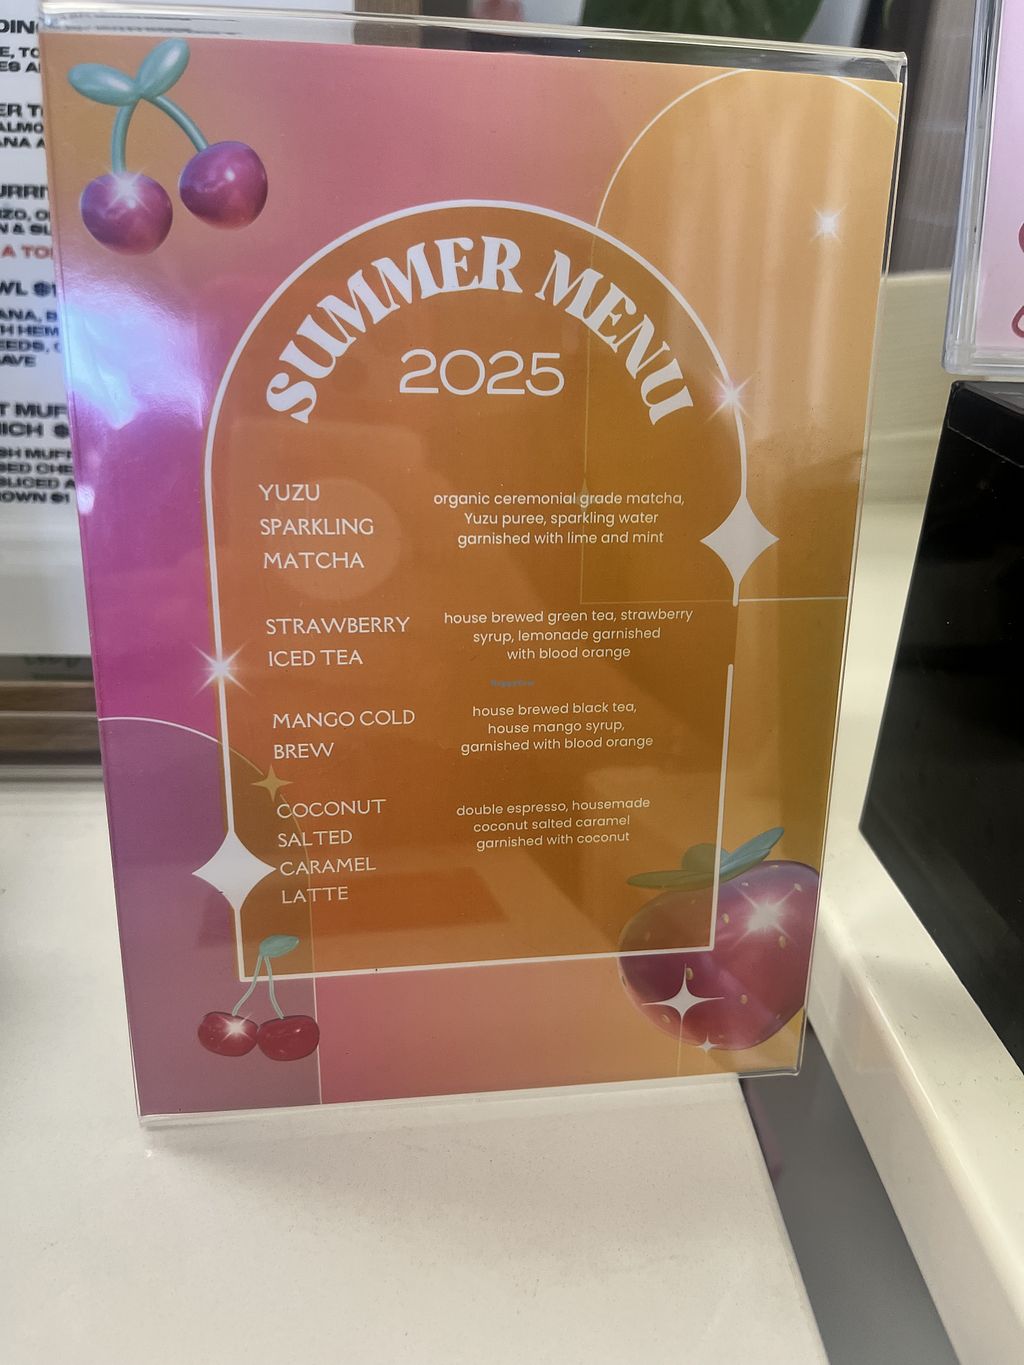 SUMMER MENU
2025
YUZU
SPARKLING
MATCHA
organic ceremonial grade matcha,
Yuzu puree, sparkling water
garnished with lime and mint
STRAWBERRY
ICED TEA
house brewed green tea, strawberry
syrup, lemonade garnished
with blood orange
HappyCow
MANGO COLD
BREW
house brewed black tea,
house mango syrup,
garnished with blood orange
COCONUT
SALTED
CARAMEL
LATTE
double espresso, housemade
coconut salted caramel
garnished with coconut